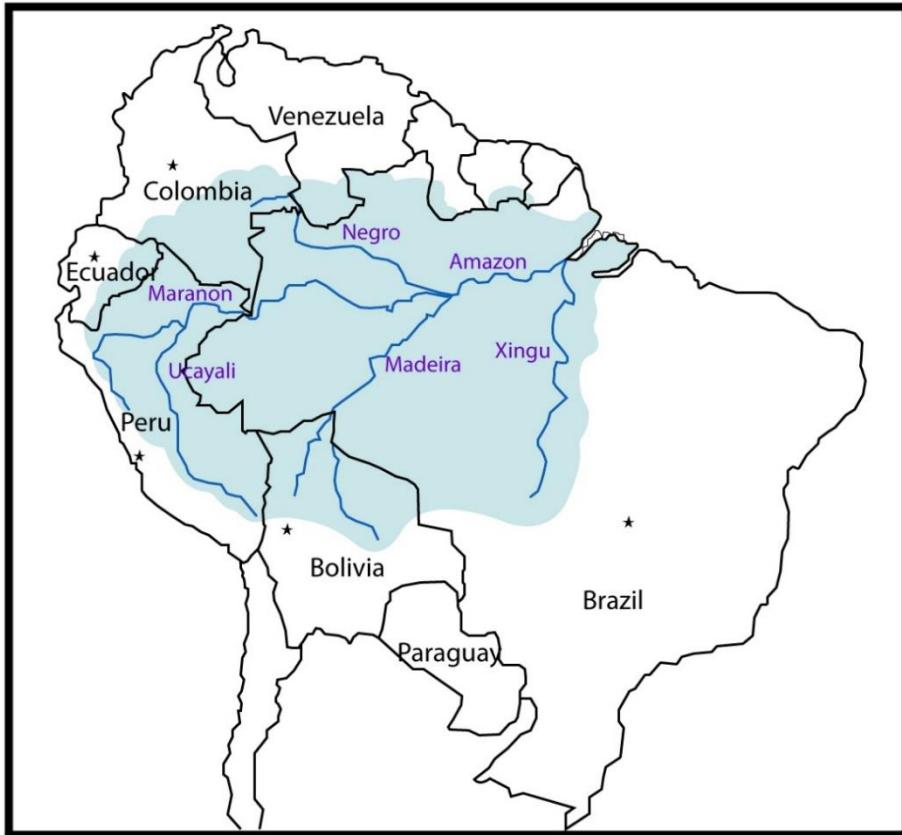 Venezuela
Colombia
Negro
Amazon
Ecuador
Maranon
Xingu
Madeira
Ucayali
Peru
Bolivia
Brazil
Paraguay